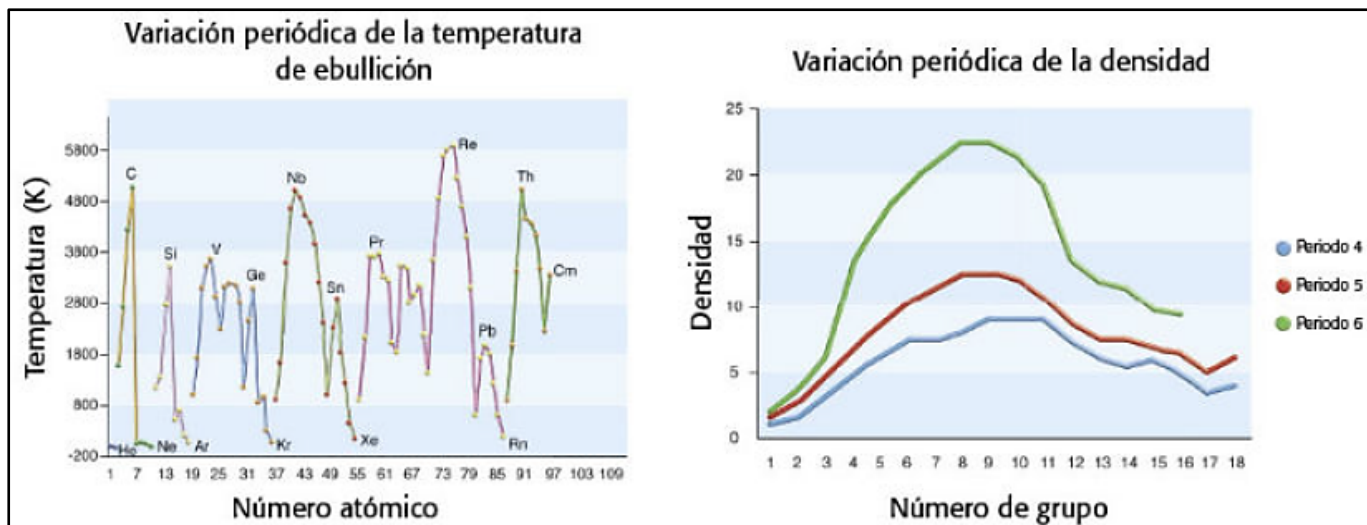 Variación periódica de la temperatura
de ebullición
Temperatura (K)
5800
4800
3800
2800
1800
800
-200
C
Si
V
Ge
Nb
Sn
Pr
Re
Pb
Th
Cm
He
Ne
Ar
Kr
Xe
Rn
1 7 13 19 25 31 37 43 49 55 61 67 73 79 85 91 97 103 109
Número atómico
Variación periódica de la densidad
Densidad
25
20
15
10
5
0
1 2 3 4 5 6 7 8 9 10 11 12 13 14 15 16 17 18
Número de grupo
Periodo 4
Periodo 5
Periodo 6